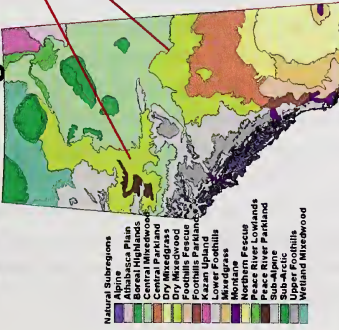 Natural Subregions
Alpine
Athabasca Plain
Boreal Highlands
Central Mixedwood
Central Parkland
Dry Mixedgrass
Dry Mixedwood
Foothills Fescue
Foothills Parkland
Kazan Upland
Lower Foothills
Mixedgrass
Montane
Northern Fescue
Peace River Lowlands
Peace River Parkland
Sub-Alpine
Sub-Arctic
Upper Foothills
Wetland Mixedwood